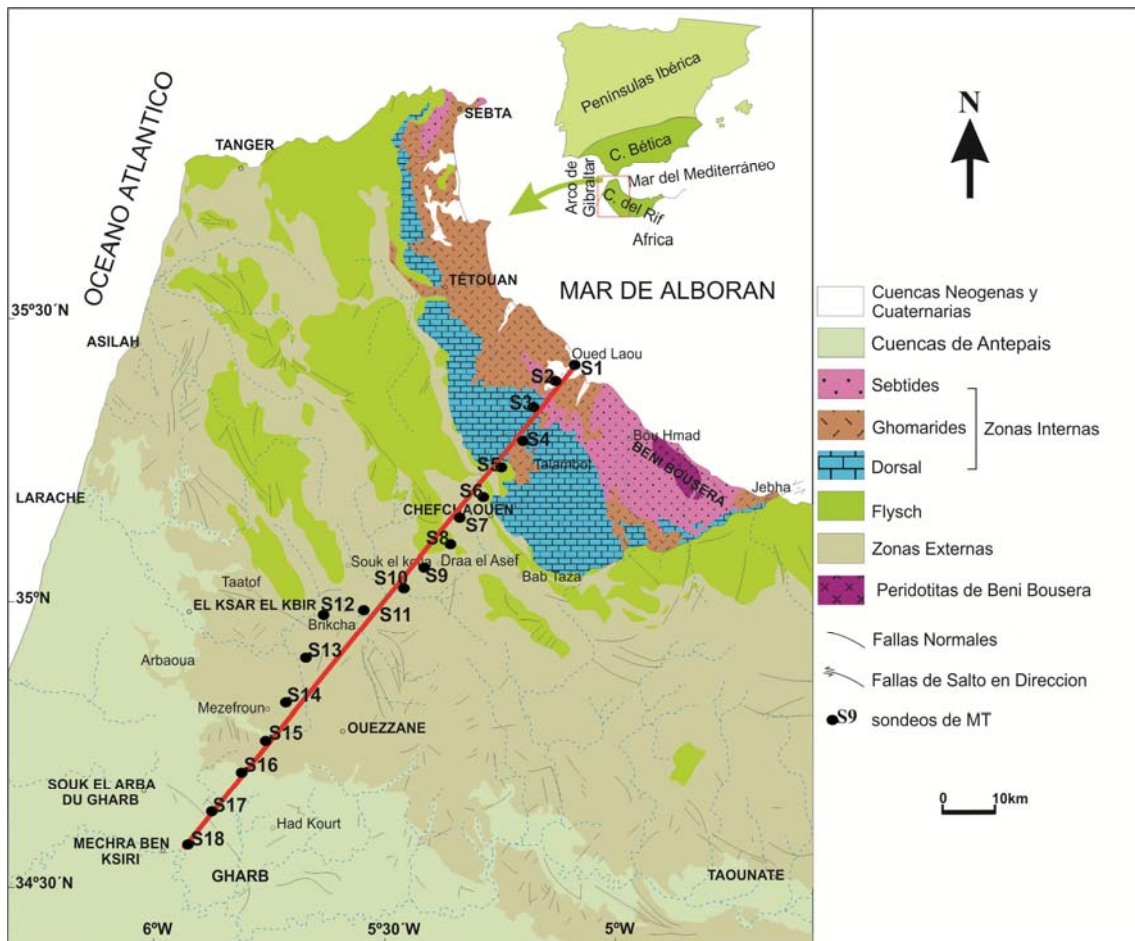 OCEANO ATLANTICO
TANGER
SEBTA
TÉTOUAN
MAR DE ALBORAN
35º30´N
ASILAH
Oued Laou
S1
S2
S3
S4
Talambot
S5
Bou Hmad
BENI BOUSERA
Jebha
LARACHE
S6
CHEFCHAOUEN
S7
S8
Souk el kolla
Draa el Asef
S9
Bab Taza
S10
Taatof
35º N
EL KSAR EL KBIR
S12
S11
Brikcha
S13
Arbaoua
S14
Mezefroun
OUEZZANE
S15
S16
SOUK EL ARBA
DU GHARB
S17
Had Kourt
S18
MECHRA BEN
KSIRI
GHARB
TAOUNATE
34º30´N
6ºW
5º30´W
5ºW
Penínsulas Ibérica
C. Bética
Arco de
Gibraltar
Mar del Mediterráneo
C. del Rif
Africa
N
Cuencas Neogenas y
Cuaternarias
Cuencas de Antepais
Sebtides
Ghomarides
Zonas Internas
Dorsal
Flysch
Zonas Externas
Peridotitas de Beni Bousera
Fallas Normales
Fallas de Salto en Direccion
S9 sondeos de MT
0 10km